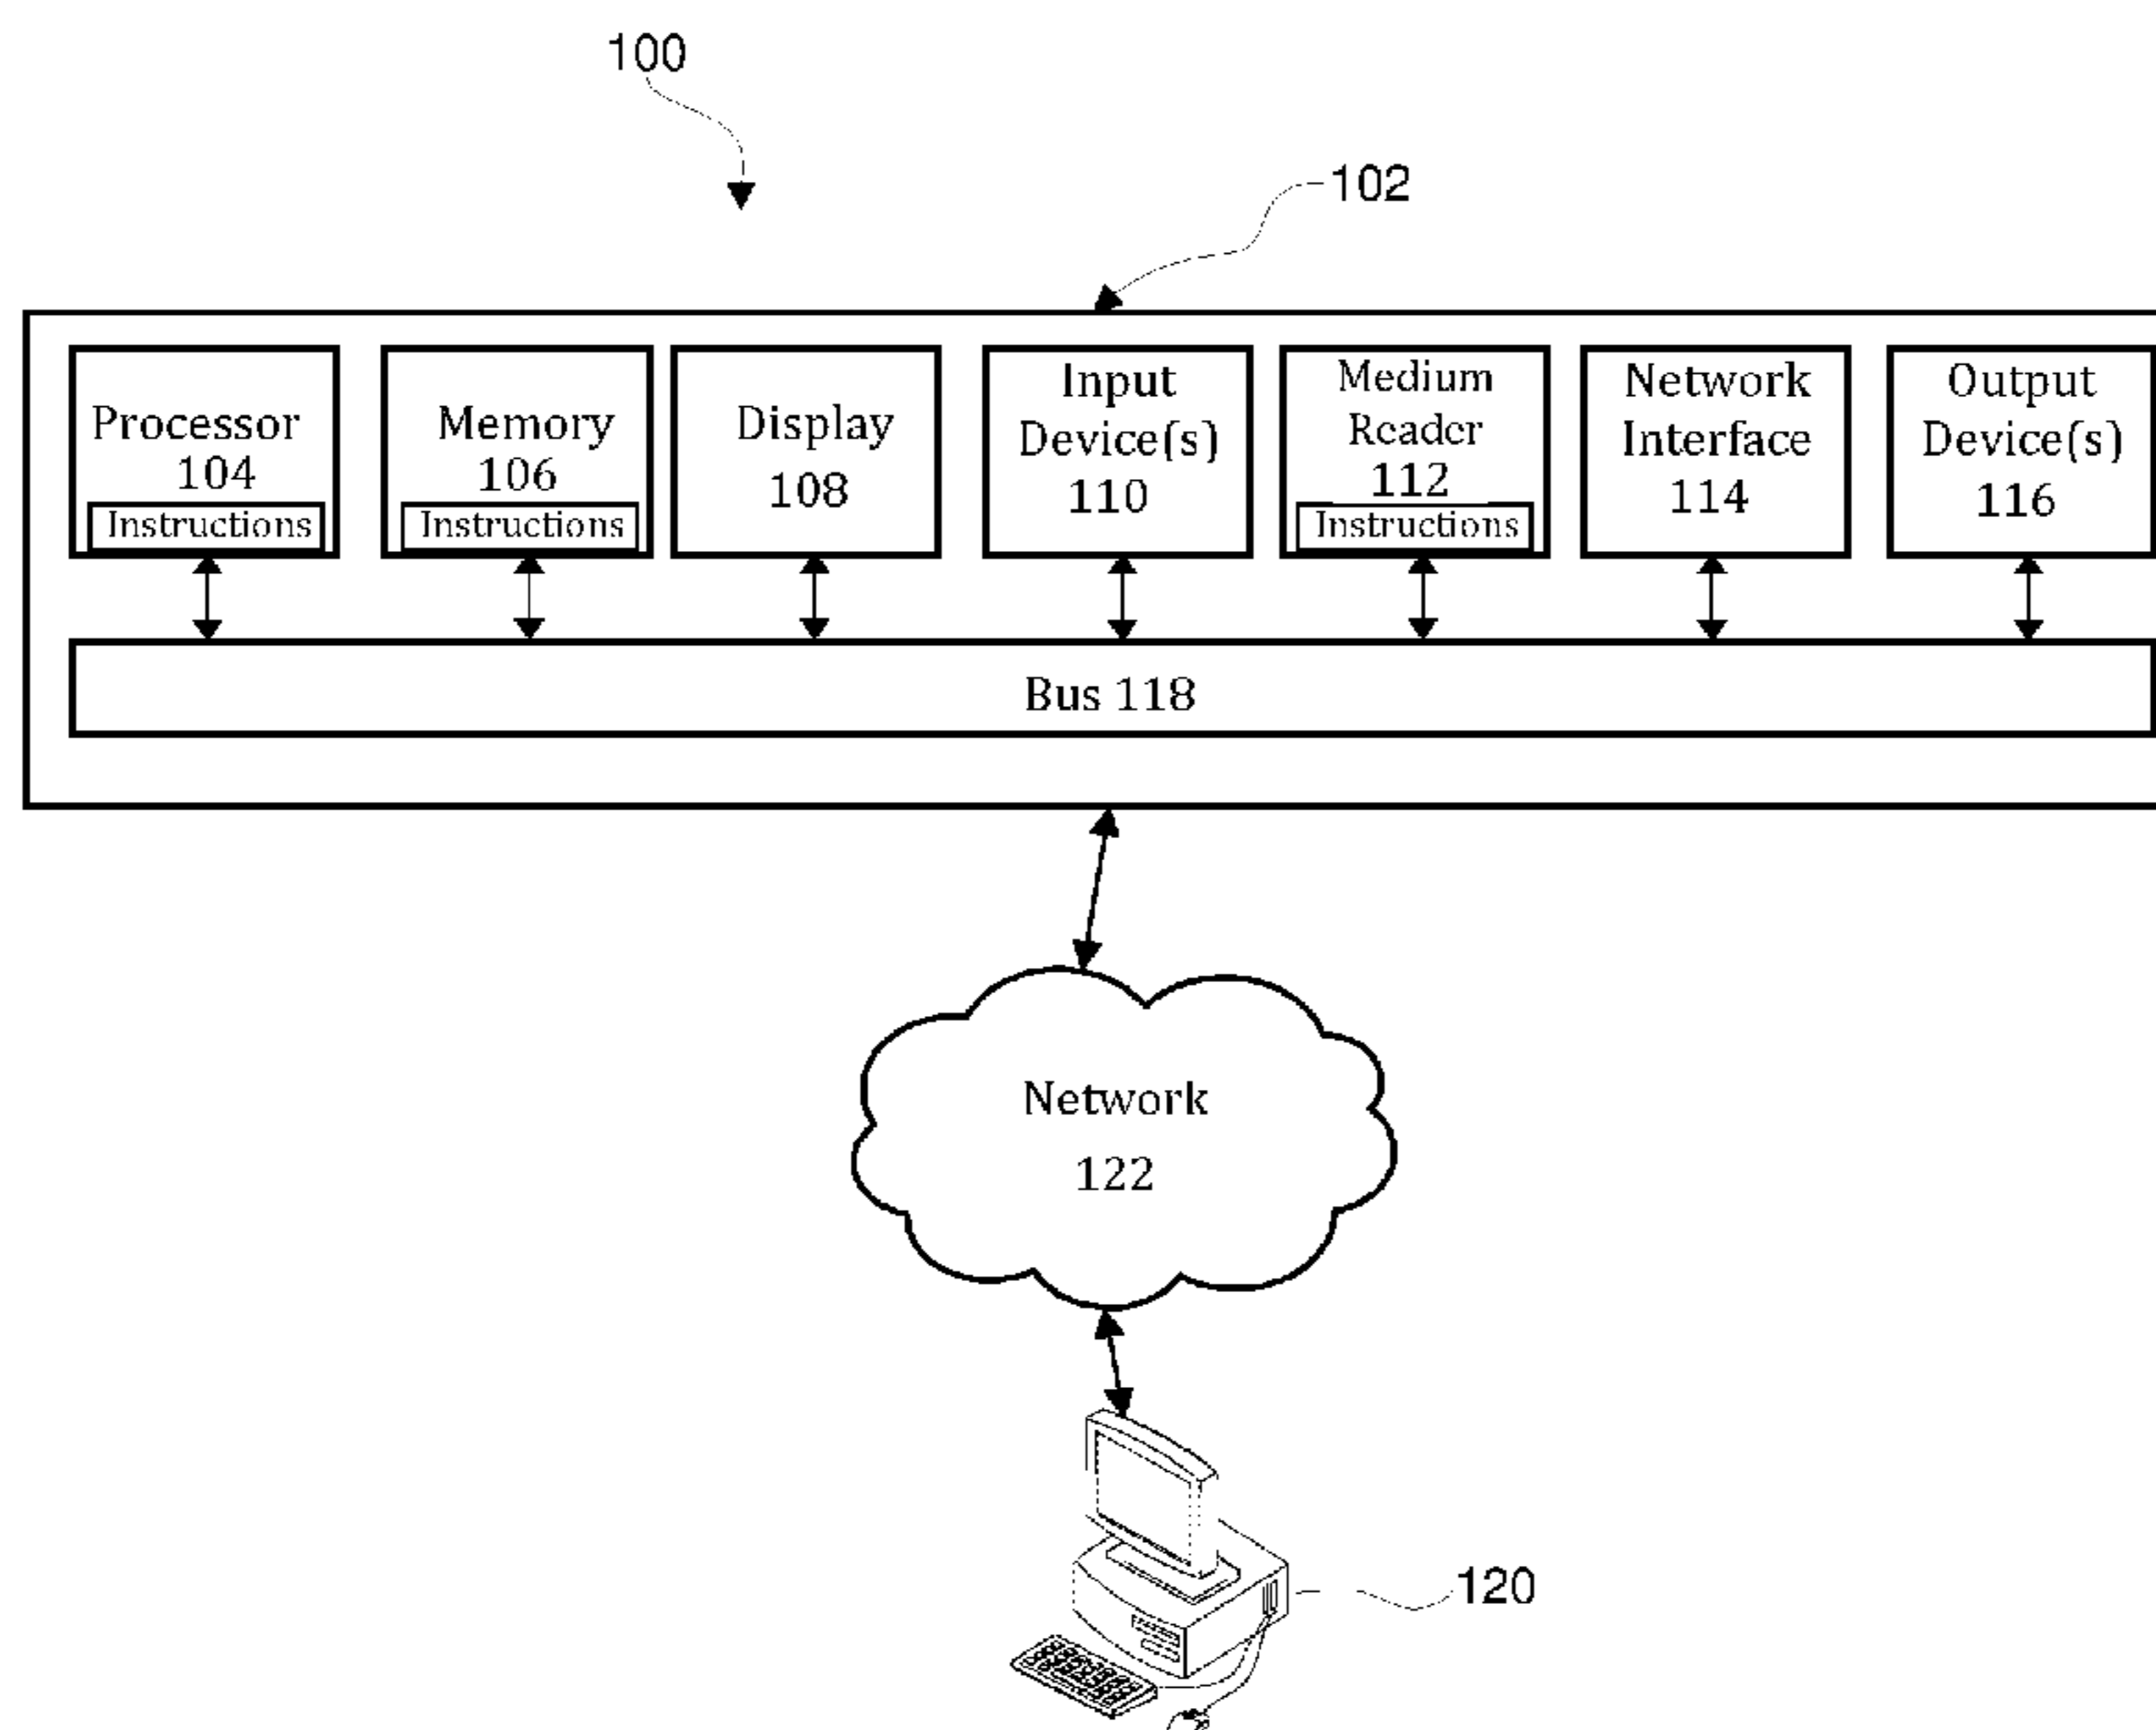 100
102
Processor
104
Instructions
Memory
106
Instructions
Display
108
Input
Device(s)
110
Medium
Reader
112
Instructions
Network
Interface
114
Output
Device(s)
116
Bus 118
Network
122
120